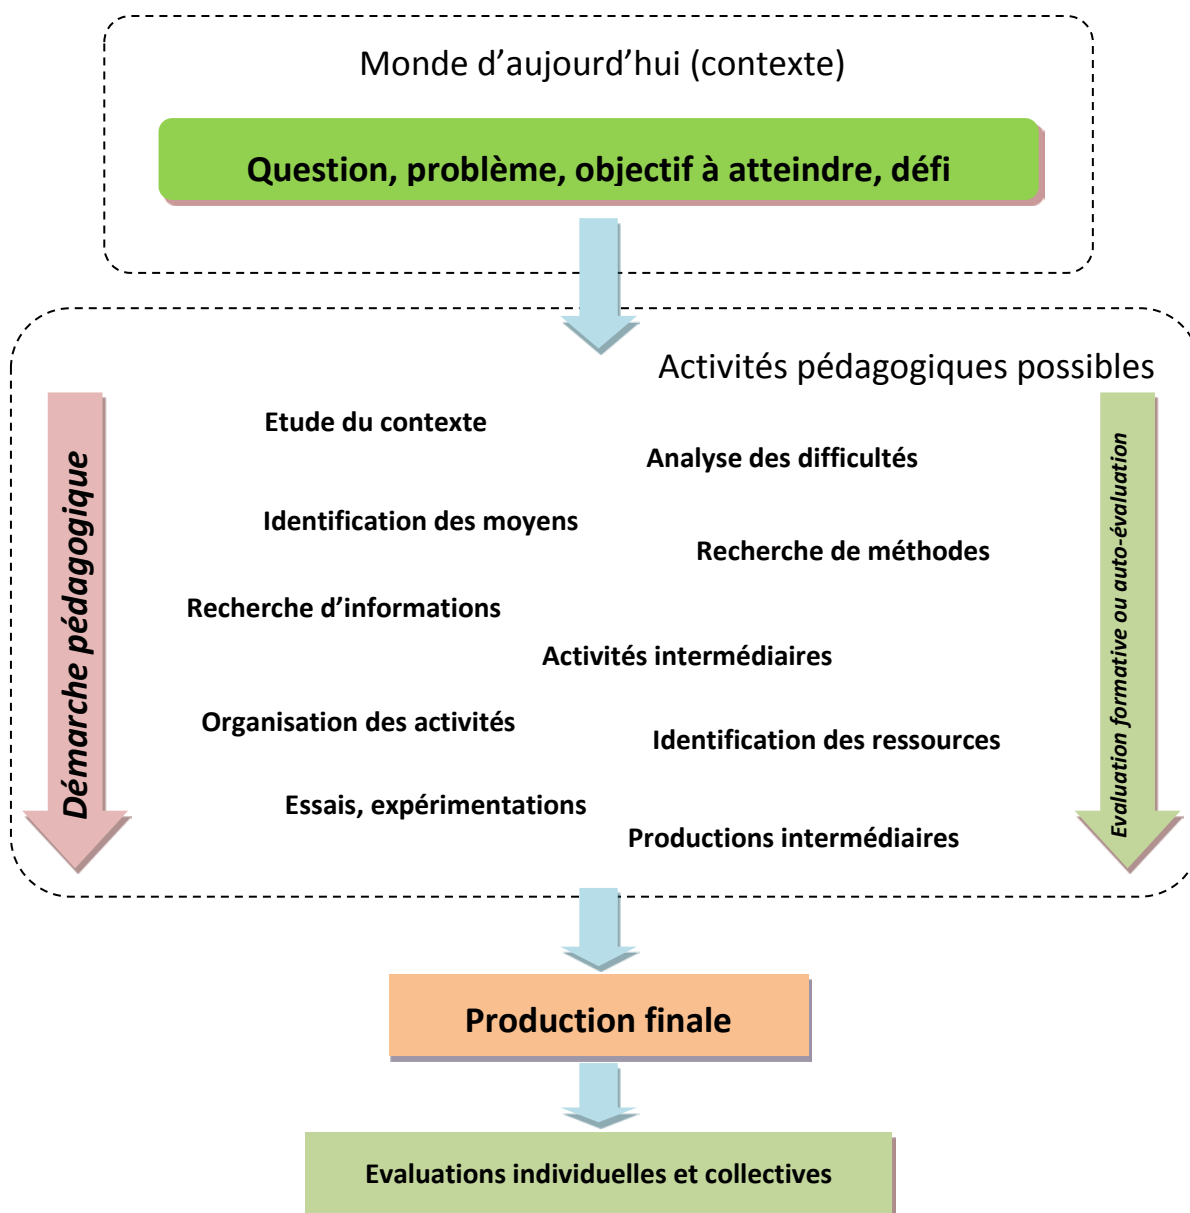 Monde d’aujourd’hui (contexte)
Question, problème, objectif à atteindre, défi
Activités pédagogiques possibles
Démarche pédagogique
Etude du contexte
Analyse des difficultés
Identification des moyens
Recherche de méthodes
Recherche d’informations
Activités intermédiaires
Organisation des activités
Identification des ressources
Essais, expérimentations
Productions intermédiaires
Evaluation formative ou auto-évaluation
Production finale
Evaluations individuelles et collectives